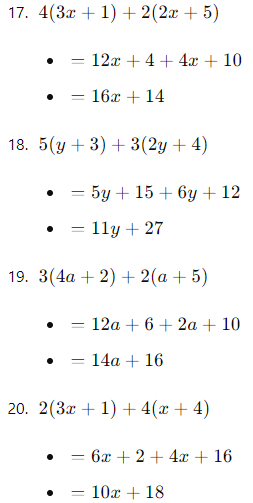 17. 4(3x + 1) + 2(2x + 5)
• = 12x + 4 + 4x + 10
• = 16x + 14
18. 5(y + 3) + 3(2y + 4)
• = 5y + 15 + 6y + 12
• = 11y + 27
19. 3(4a + 2) + 2(a + 5)
• = 12a + 6 + 2a + 10
• = 14a + 16
20. 2(3x + 1) + 4(x + 4)
• = 6x + 2 + 4x + 16
• = 10x + 18